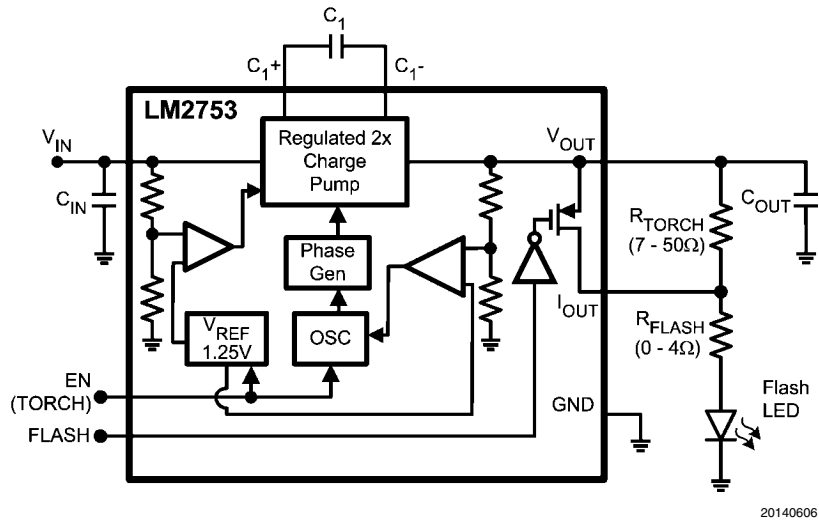 C1
C1+
C1-
LM2753
VIN
Regulated 2x
Charge
Pump
VOUT
CIN
COUT
RTORCH
(7 - 50Ω)
Phase
Gen
IOUT
VREF
1.25V
OSC
RFLASH
(0 - 4Ω)
EN
(TORCH)
Flash
LED
GND
FLASH
20140606